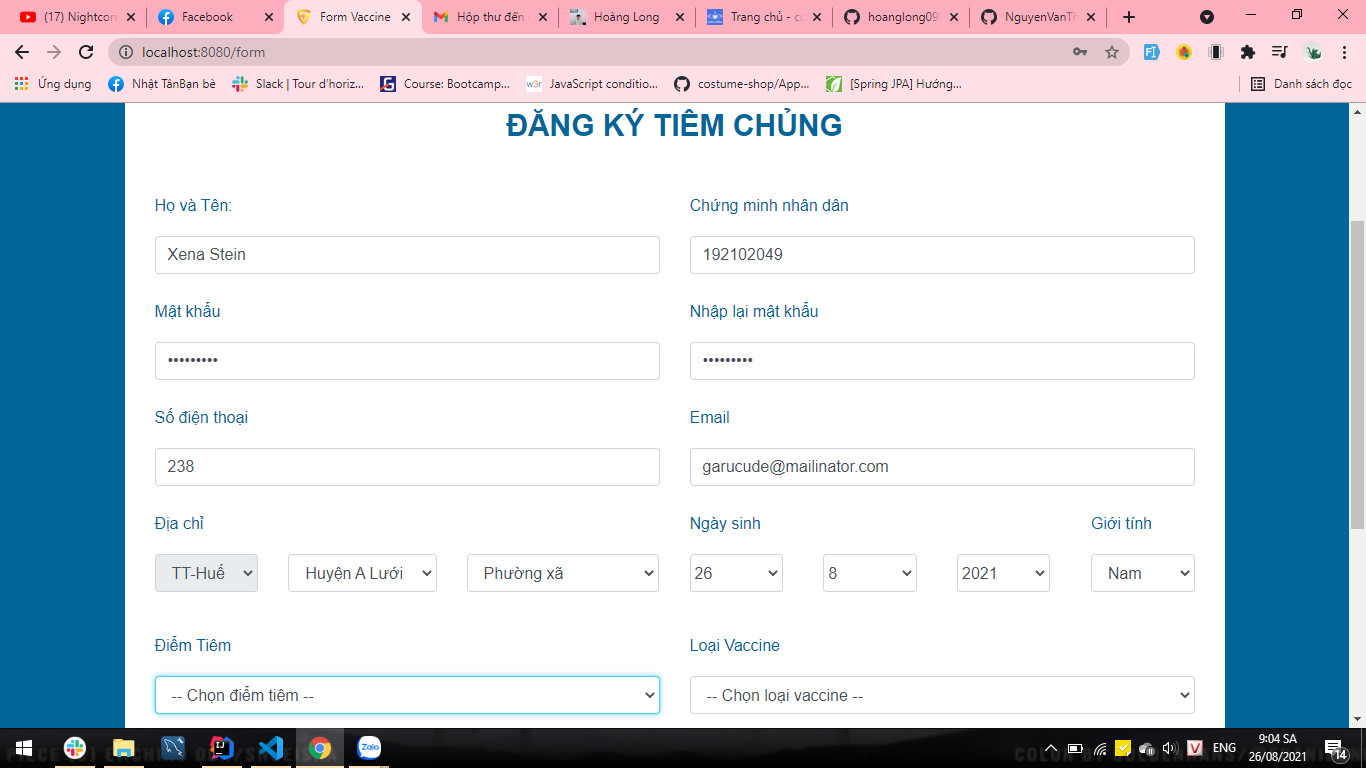 (17) Nightcore
Facebook
Form Vaccine
Hộp thư đến
Hoàng Long
Trang chủ - co
hoanglong09
NguyenVanTh
localhost:8080/form
Ứng dụng
Nhật TânBạn bè
Slack | Tour d'horiz...
Course: Bootcamp...
w3r
JavaScript conditio...
costume-shop/App...
[Spring JPA] Hướng...
Danh sách đọc
ĐĂNG KÝ TIÊM CHỦNG
Họ và Tên:
Chứng minh nhân dân
Xena Stein
192102049
Mật khẩu
Nhập lại mật khẩu
•••••••••
•••••••••
Số điện thoại
Email
238
garucude@mailinator.com
Địa chỉ
Ngày sinh
Giới tính
TT-Huế
Huyện A Lưới
Phường xã
26
8
2021
Nam
Điểm Tiêm
Loại Vaccine
-- Chọn điểm tiêm --
-- Chọn loại vaccine --
Zalo
ENG
9:04 SA
26/08/2021
14